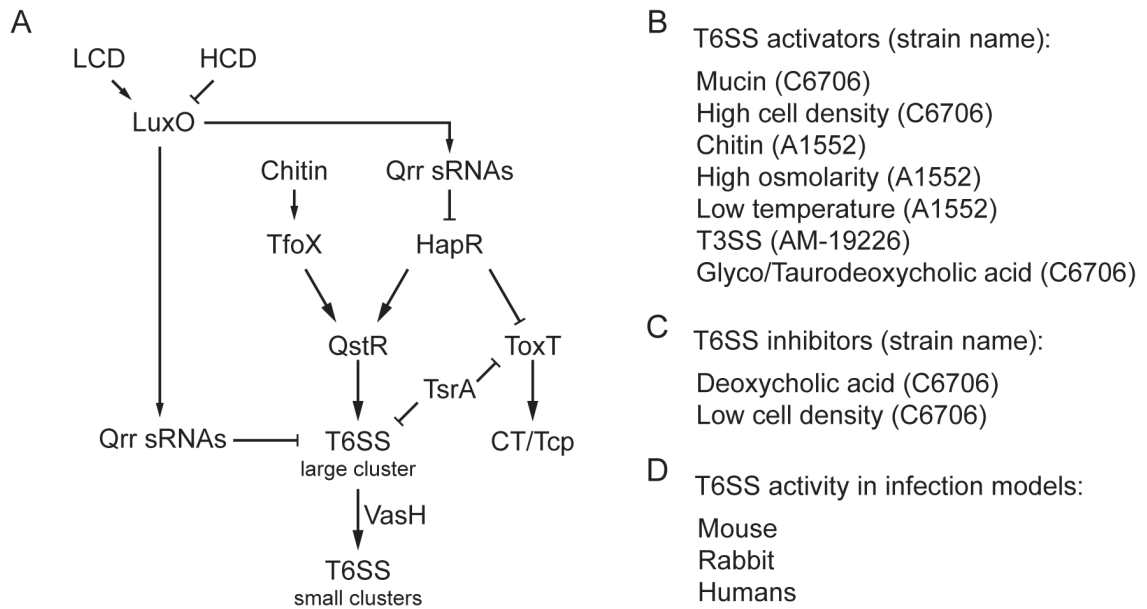 A
LCD
HCD
LuxO
Chitin
Qrr sRNAs
TfoX
HapR
QstR
ToxT
TsrA
Qrr sRNAs
T6SS
large cluster
CT/Tcp
VasH
T6SS
small clusters
B
T6SS activators (strain name):
Mucin (C6706)
High cell density (C6706)
Chitin (A1552)
High osmolarity (A1552)
Low temperature (A1552)
T3SS (AM-19226)
Glyco/Taurodeoxycholic acid (C6706)
C
T6SS inhibitors (strain name):
Deoxycholic acid (C6706)
Low cell density (C6706)
D
T6SS activity in infection models:
Mouse
Rabbit
Humans